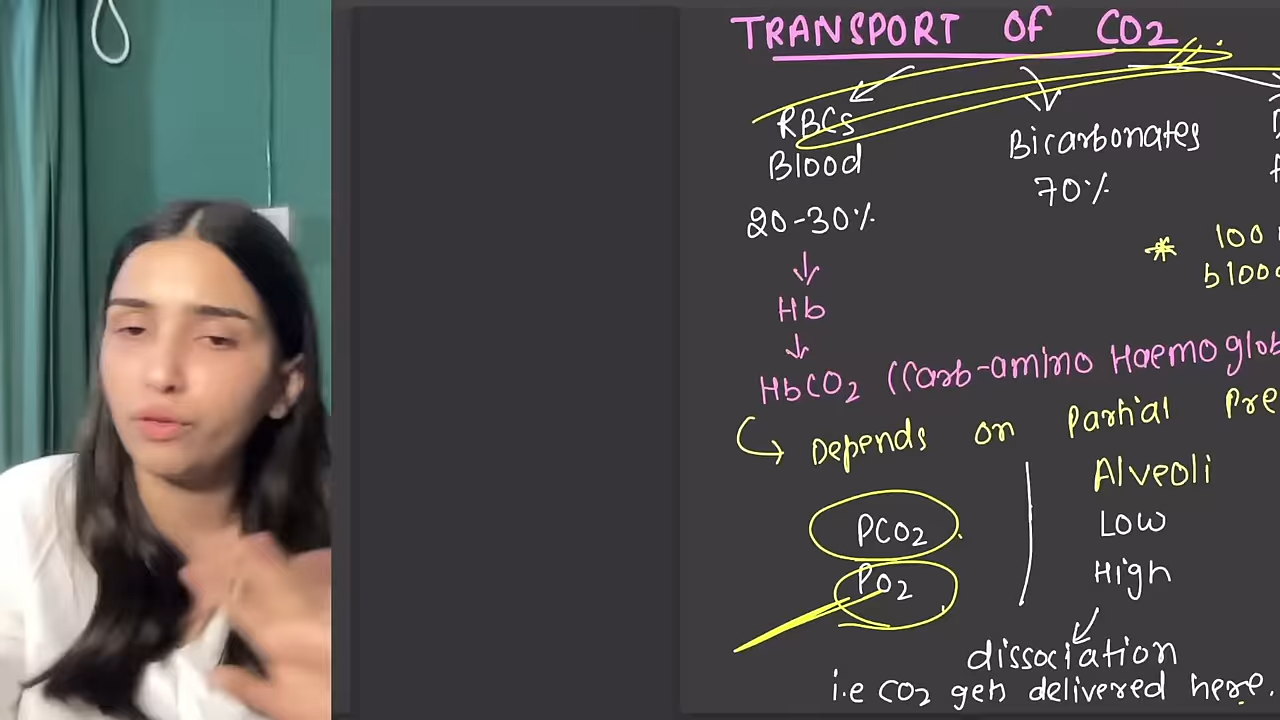 TRANSPORT OF CO2
RBCs
Blood
Bicarbonates
20-30%
70%
* 100
blood
Hb
HbCO2 (Carb-amino Haemoglob
Depends on Partial Pre
Alveoli
PCO2 Low
PO2 High
dissociation
i.e CO2 gets delivered here.